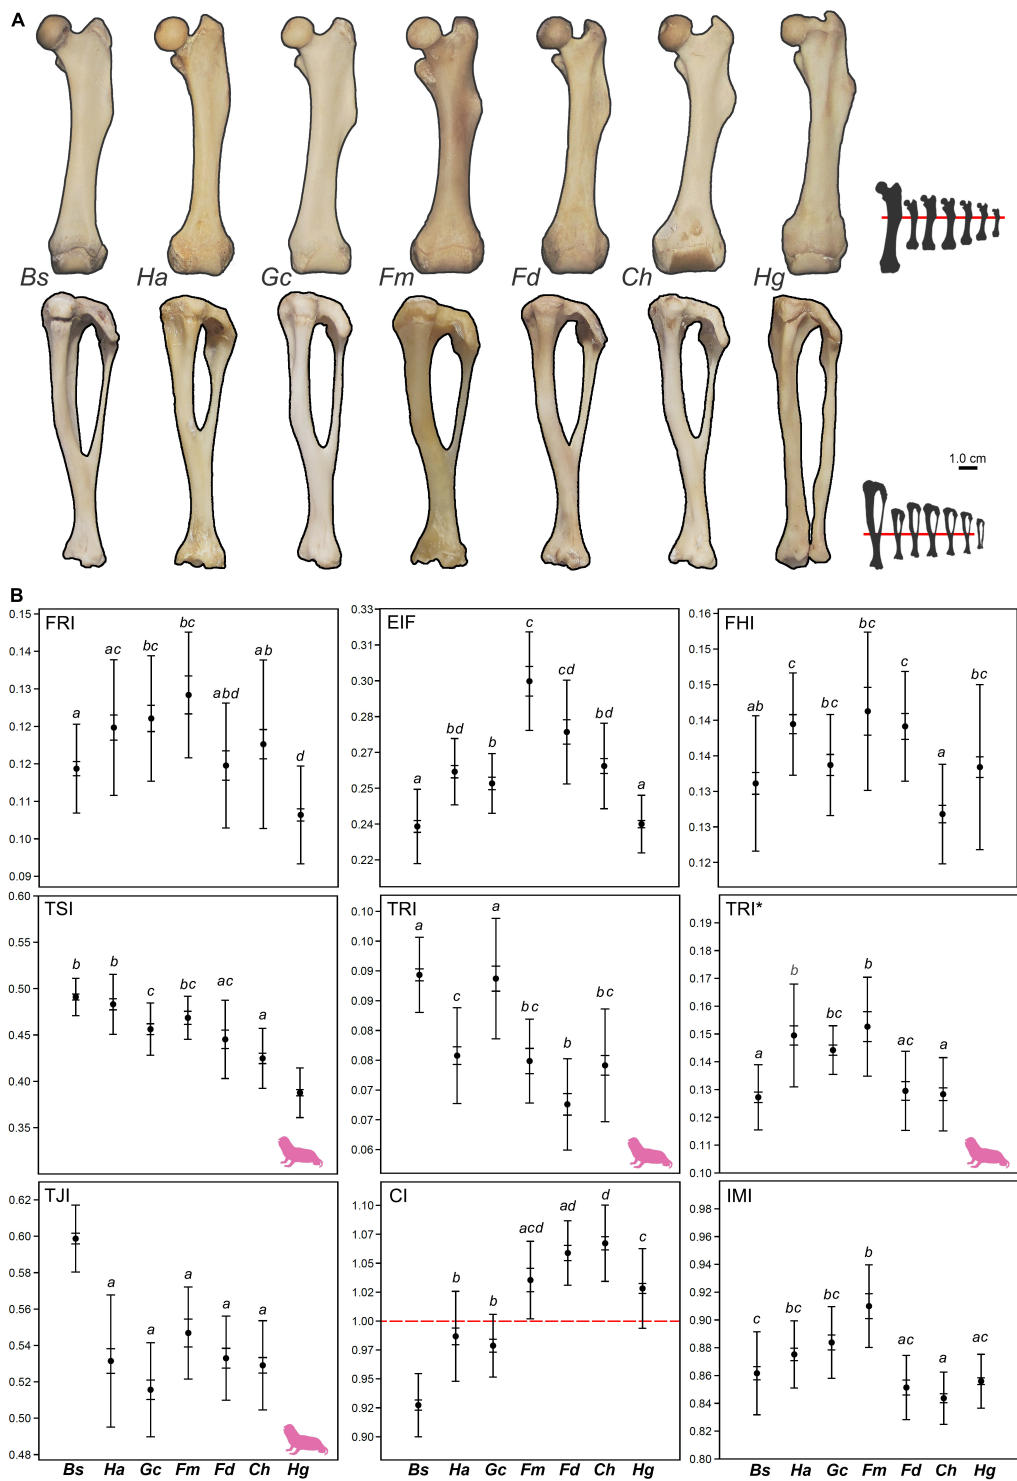 A
Bs Ha Gc Fm Fd Ch Hg
1.0 cm
B
FRI
0.15
0.14
0.13
0.12
0.12
0.11
0.10
0.09
a
ac
bc
bc
abd
ab
d
EIF
0.33
0.32
0.30
0.28
0.27
0.25
0.24
0.22
a
bd
b
c
cd
bd
a
FHI
0.16
0.15
0.15
0.14
0.14
0.13
0.13
0.12
ab
c
bc
bc
c
a
bc
TSI
0.60
0.50
0.45
0.40
0.35
b
b
c
bc
ac
a
TRI
0.10
0.10
0.09
0.09
0.08
0.08
0.07
0.07
0.06
a
c
a
bc
b
bc
TRI*
0.19
0.18
0.17
0.16
0.15
0.14
0.13
0.12
0.11
0.10
a
b
bc
b
ac
a
TJI
0.62
0.60
0.58
0.56
0.54
0.52
0.50
0.48
a
a
a
a
a
Bs Ha Gc Fm Fd Ch Hg
CI
1.10
1.07
1.05
1.02
1.00
0.97
0.95
0.92
0.90
b
b
acd
ad
d
c
Bs Ha Gc Fm Fd Ch Hg
IMI
0.98
0.96
0.94
0.92
0.90
0.88
0.86
0.84
0.82
0.80
c
bc
bc
b
ac
a
ac
Bs Ha Gc Fm Fd Ch Hg